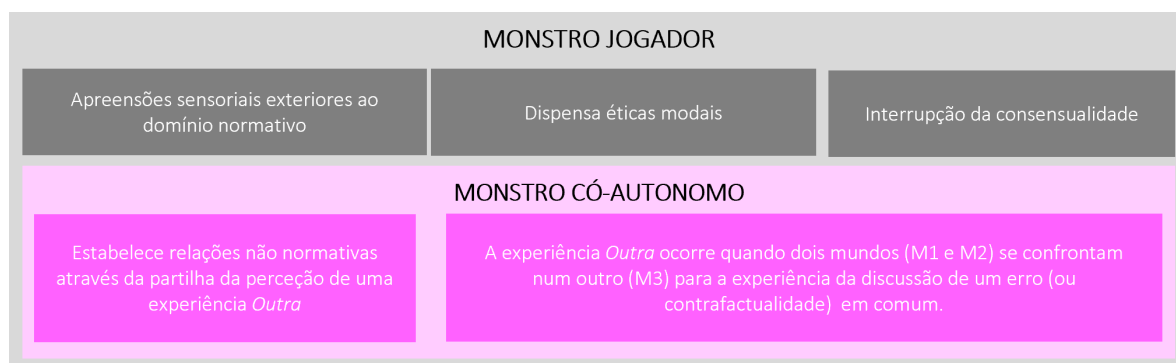 MONSTRO JOGADOR
Apreensões sensoriais exteriores ao
domínio normativo
Dispensa éticas modais
Interrupção da consensualidade
MONSTRO CÓ-AUTONOMO
Estabelece relações não normativas
através da partilha da perceção de uma
experiência Outra
A experiência Outra ocorre quando dois mundos (M1 e M2) se confrontam
num outro (M3) para a experiência da discussão de um erro (ou
contrafactualidade) em comum.